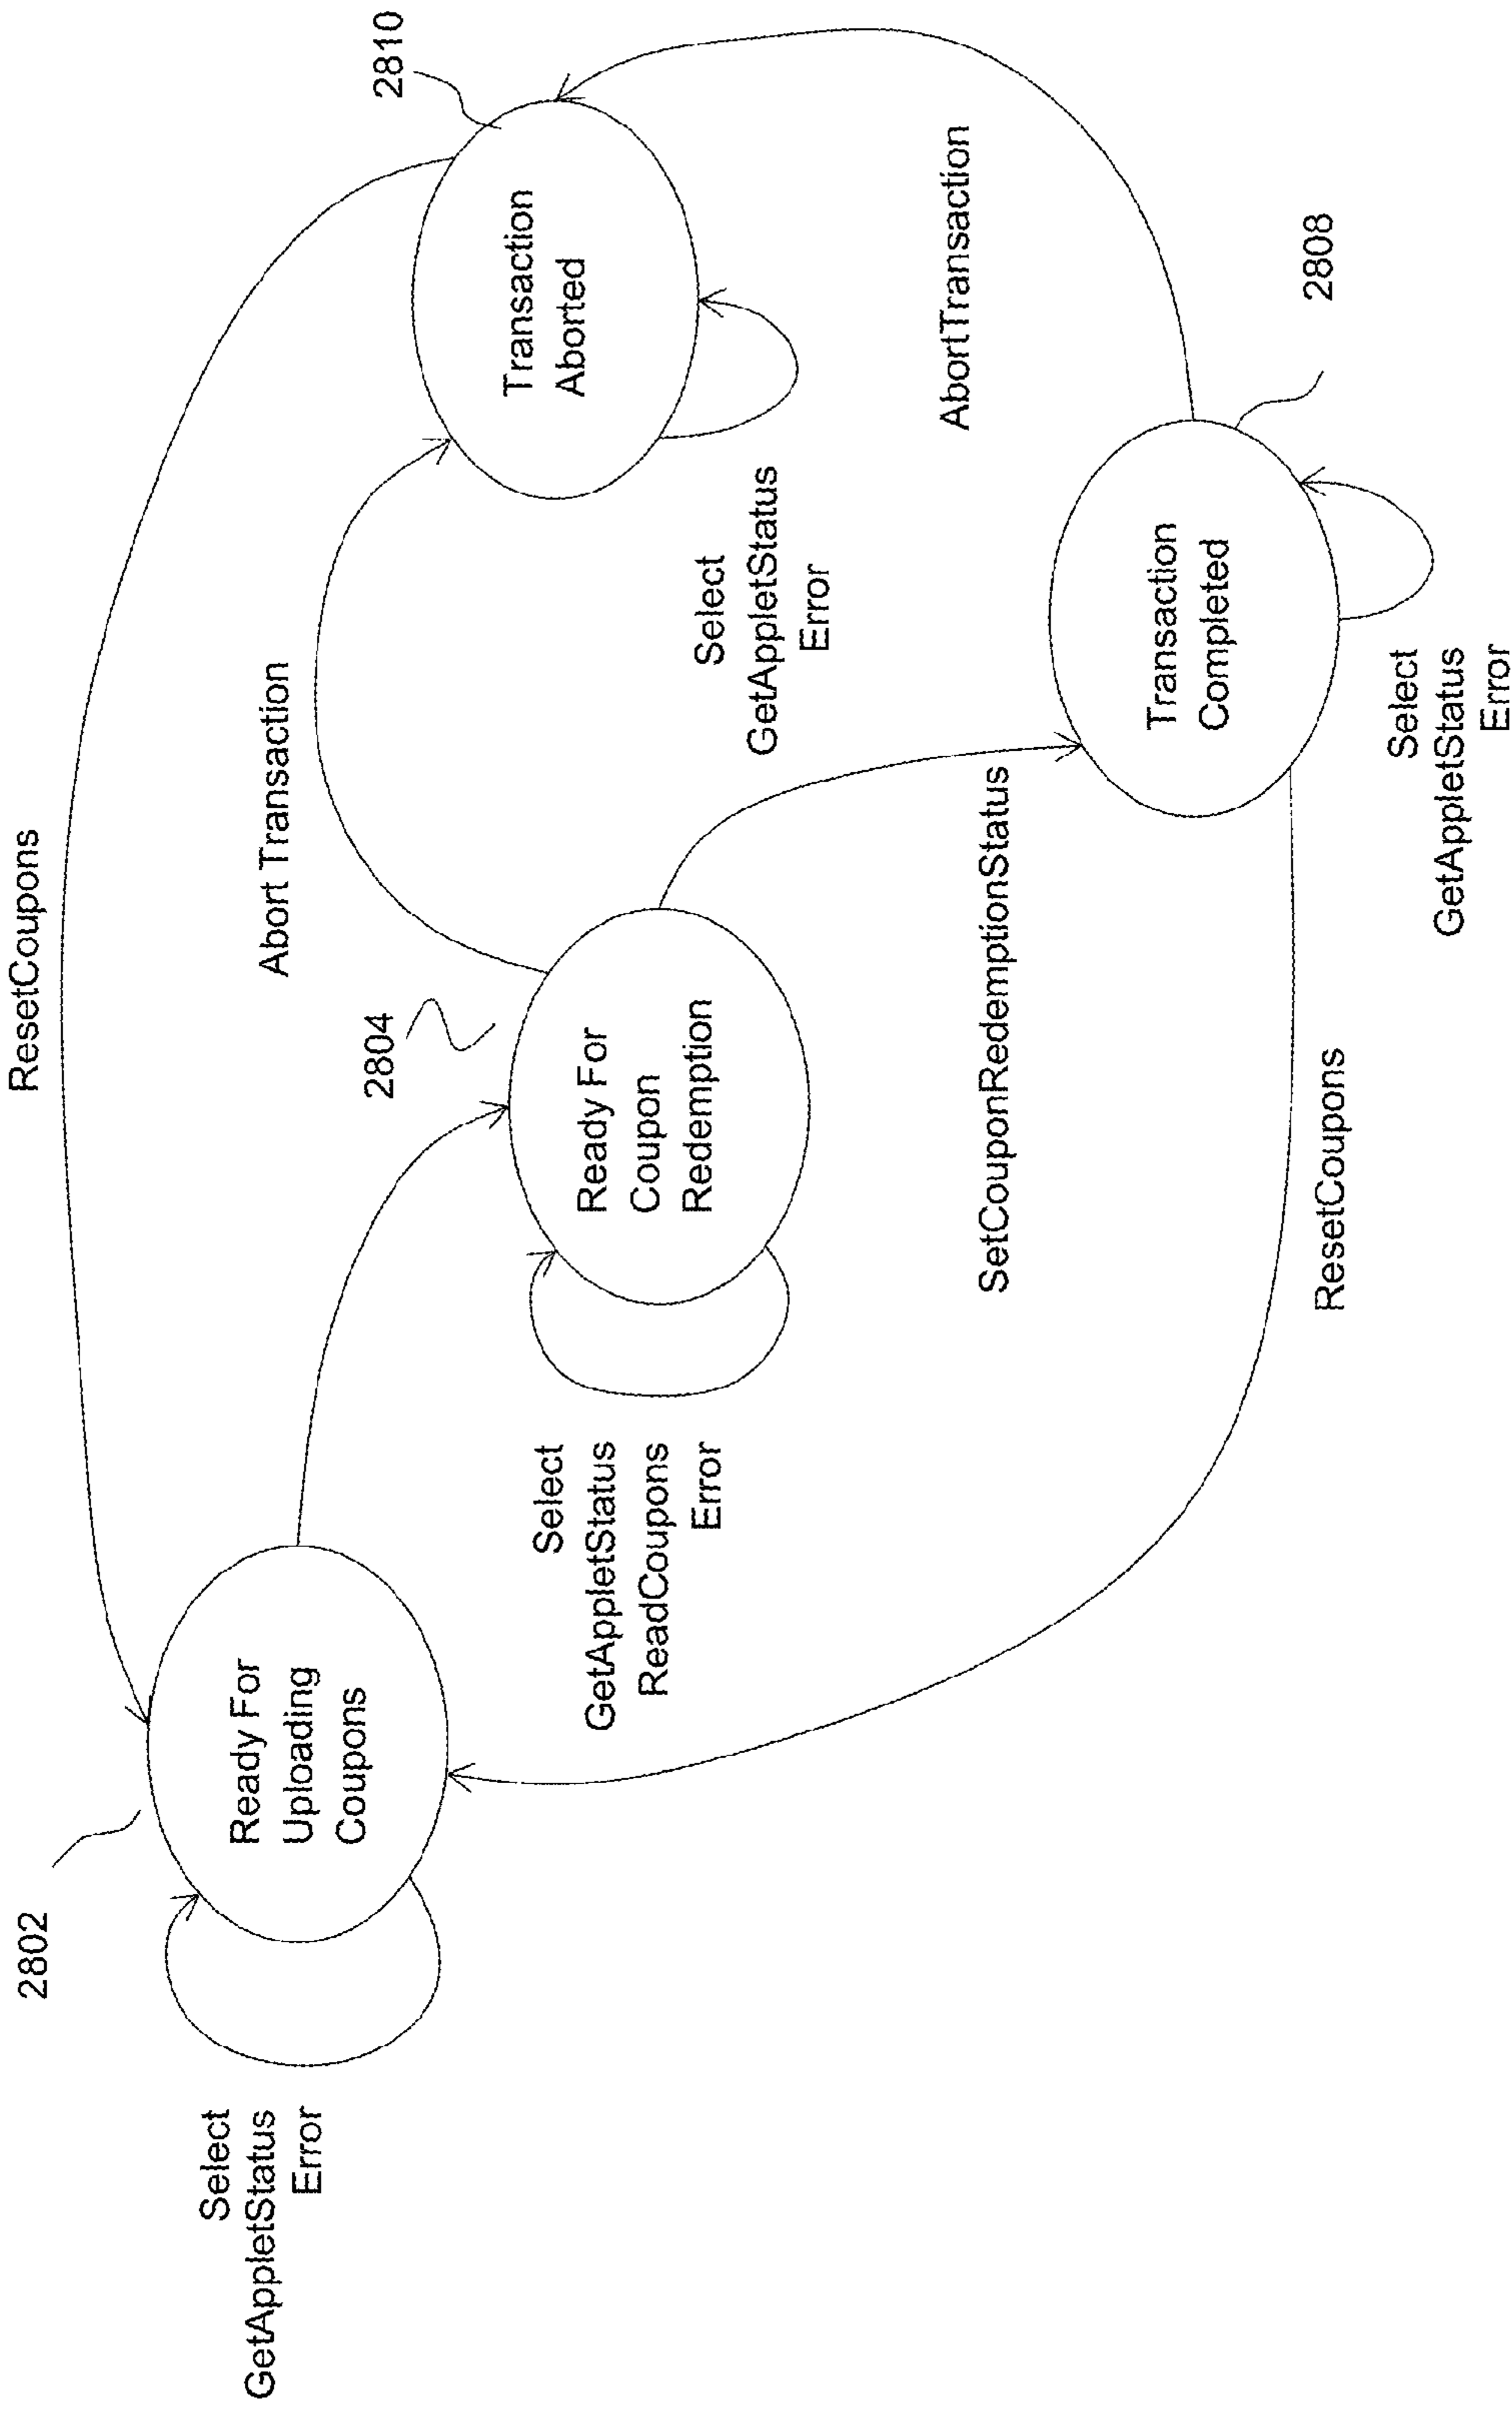 ResetCoupons
2802
2810
Abort Transaction
Select
GetAppletStatus
Error
Ready For
Uploading
Coupons
2804
Transaction
Aborted
Ready For
Coupon
Redemption
Select
GetAppletStatus
ReadCoupons
Error
Select
GetAppletStatus
Error
AbortTransaction
SetCouponRedemptionStatus
Transaction
Completed
2808
ResetCoupons
Select
GetAppletStatus
Error